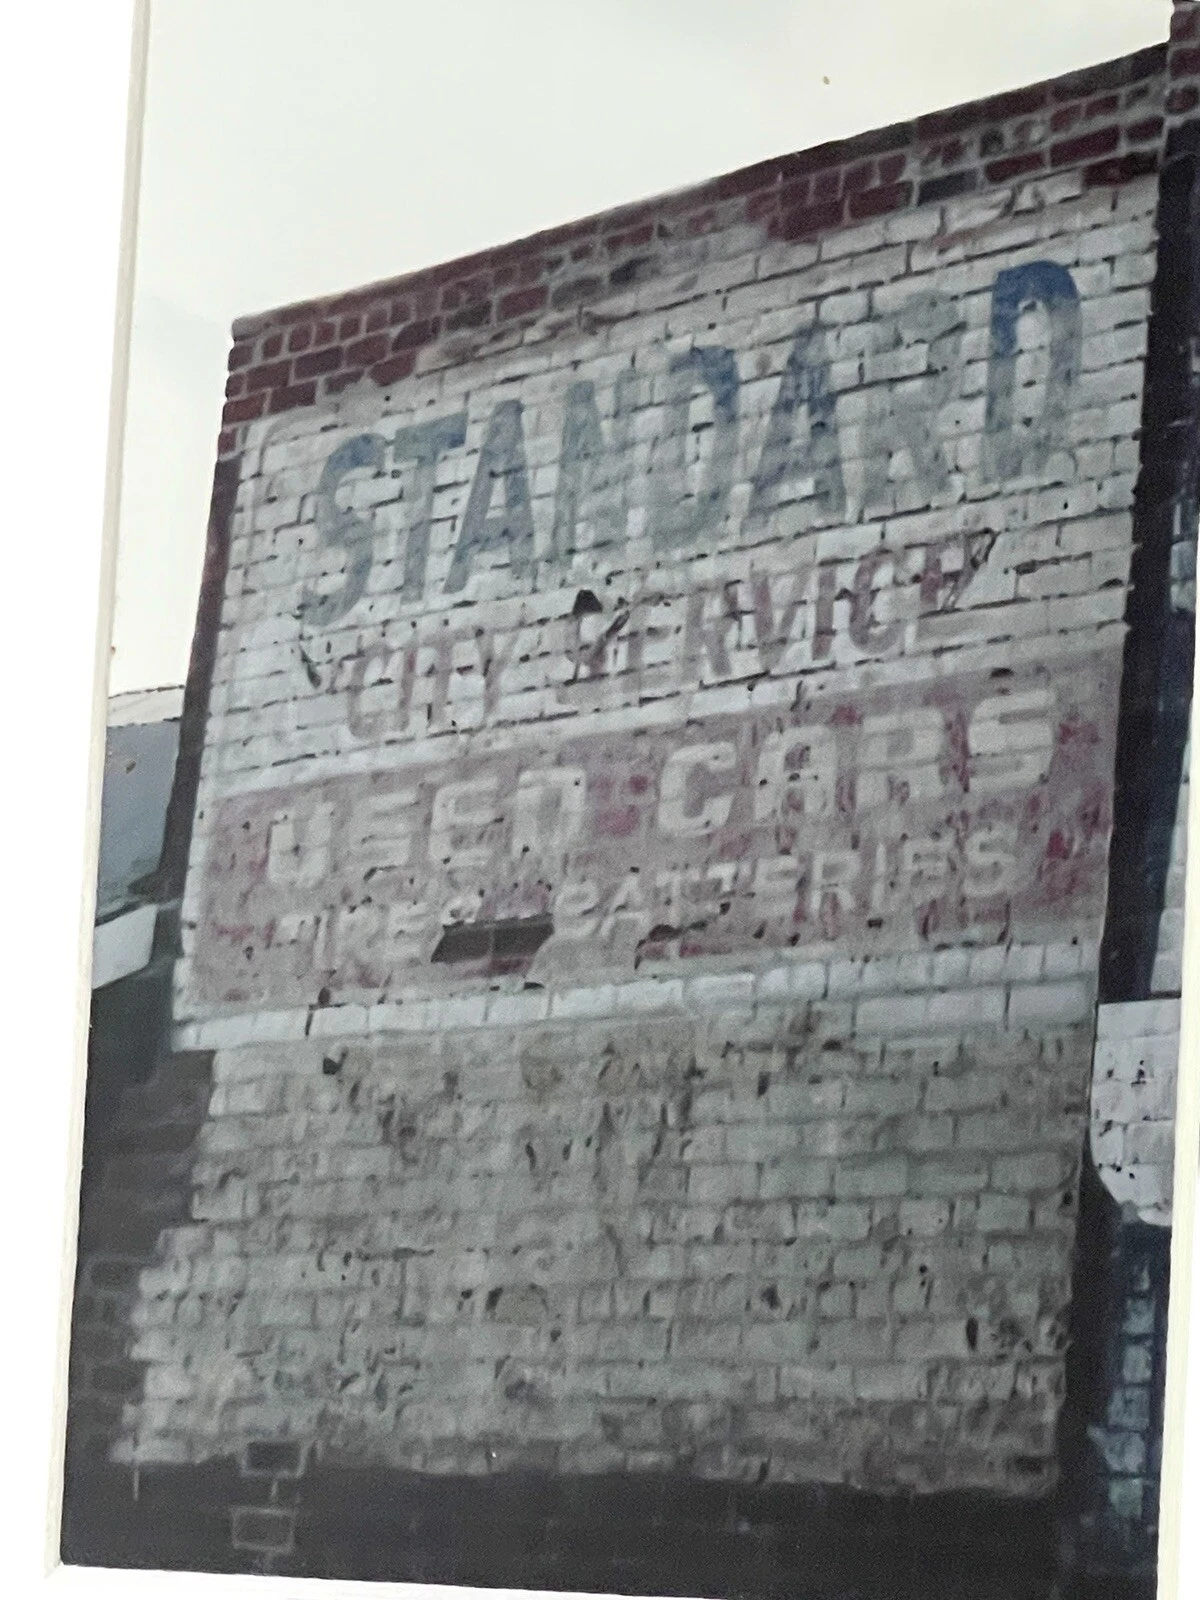 STANDARD
CITY SERVICE
USED CARS
TIRES BATTERIES